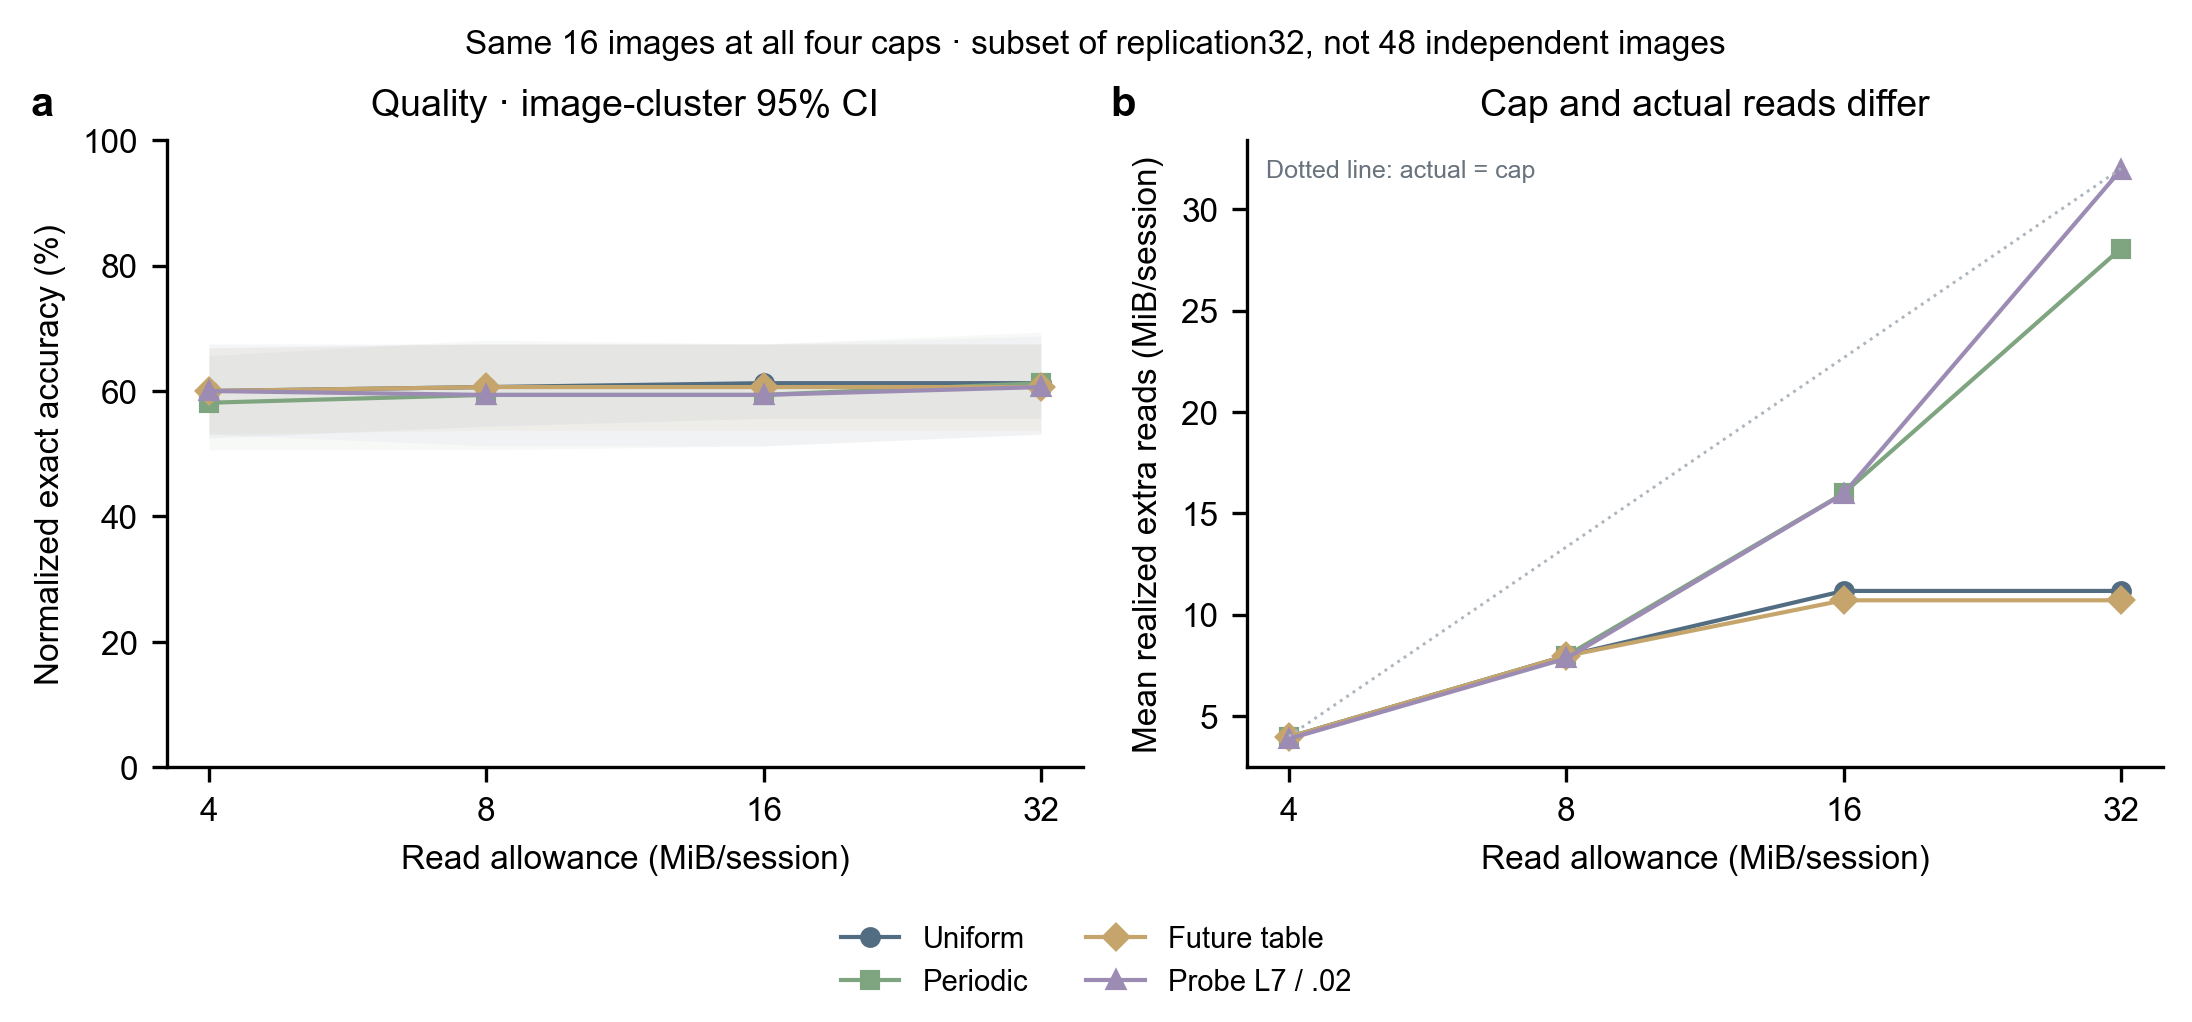 Same 16 images at all four caps · subset of replication32, not 48 independent images
a
Quality · image-cluster 95% CI
Normalized exact accuracy (%)
100
80
60
40
20
0
4
8
16
32
Read allowance (MiB/session)
b
Cap and actual reads differ
Dotted line: actual = cap
Mean realized extra reads (MiB/session)
30
25
20
15
10
5
4
8
16
32
Read allowance (MiB/session)
Uniform
Periodic
Future table
Probe L7 / .02